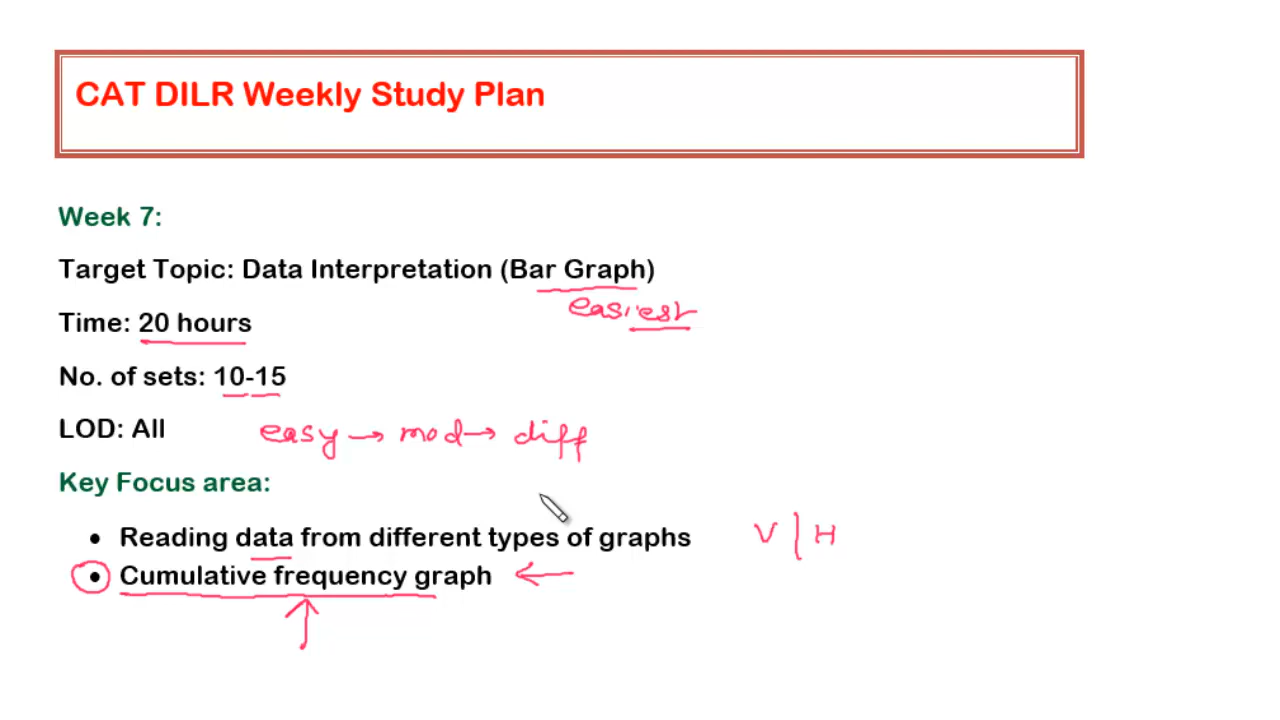 CAT DILR Weekly Study Plan
Week 7:
Target Topic: Data Interpretation (Bar Graph)
easiest
Time: 20 hours
No. of sets: 10-15
LOD: All easy → mod → diff
Key Focus area:
• Reading data from different types of graphs V | H
• Cumulative frequency graph ←